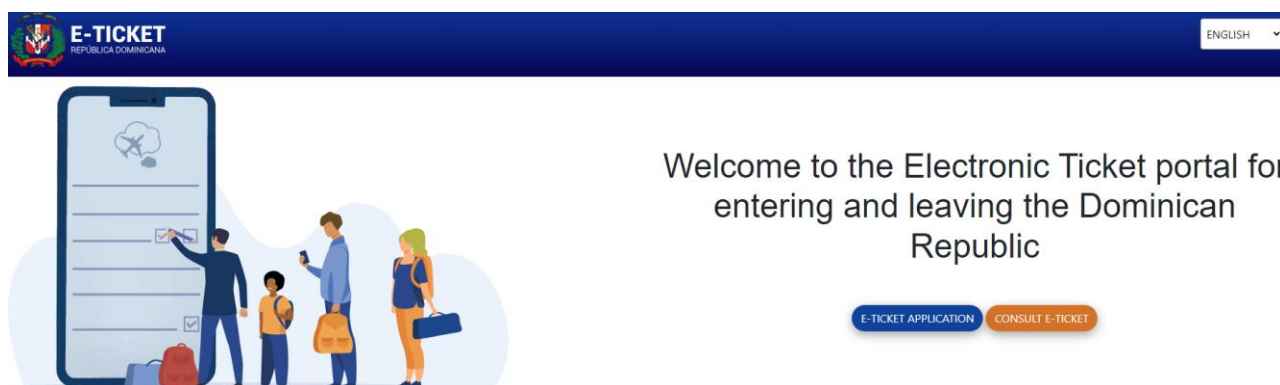 E-TICKET
REPÚBLICA DOMINICANA
ENGLISH
Welcome to the Electronic Ticket portal for
entering and leaving the Dominican
Republic
E-TICKET APPLICATION
CONSULT E-TICKET